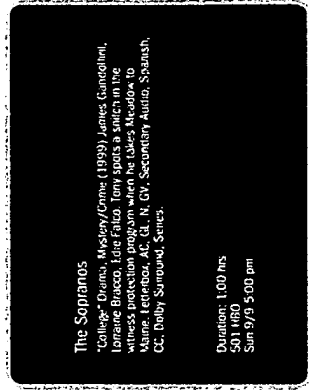 The Sopranos
"College" Drama, Mystery/Crime (1999) James Gandolfini,
Lorraine Bracco, Edie Falco. Tony spots a snitch in the
witness protection program when he takes Meadow to
Maine. Letterbox, AC, GL, N, GV, Secondary Audio, Spanish,
CC, Dolby Surround, Series.
Duration: 1:00 hrs
501 HBO
Sun 9/9 5:00 pm